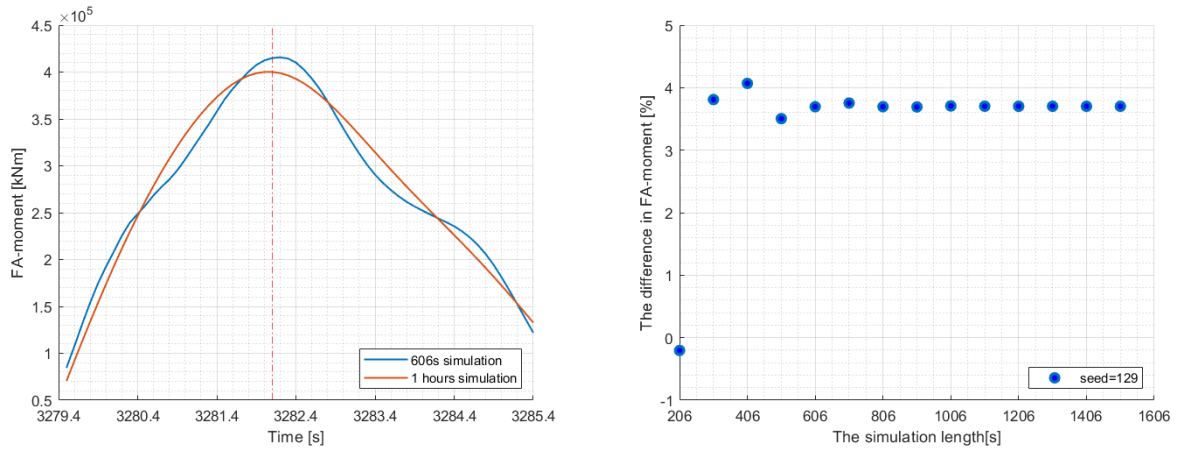 ×10⁵
4.5
4
3.5
3
2.5
2
1.5
1
0.5
FA-moment [kNm]
606s simulation
1 hours simulation
3279.4 3280.4 3281.4 3282.4 3283.4 3284.4 3285.4
Time [s]
5
4
3
2
1
0
-1
The difference in FA-moment [%]
seed=129
206 406 606 806 1006 1206 1406 1606
The simulation length[s]